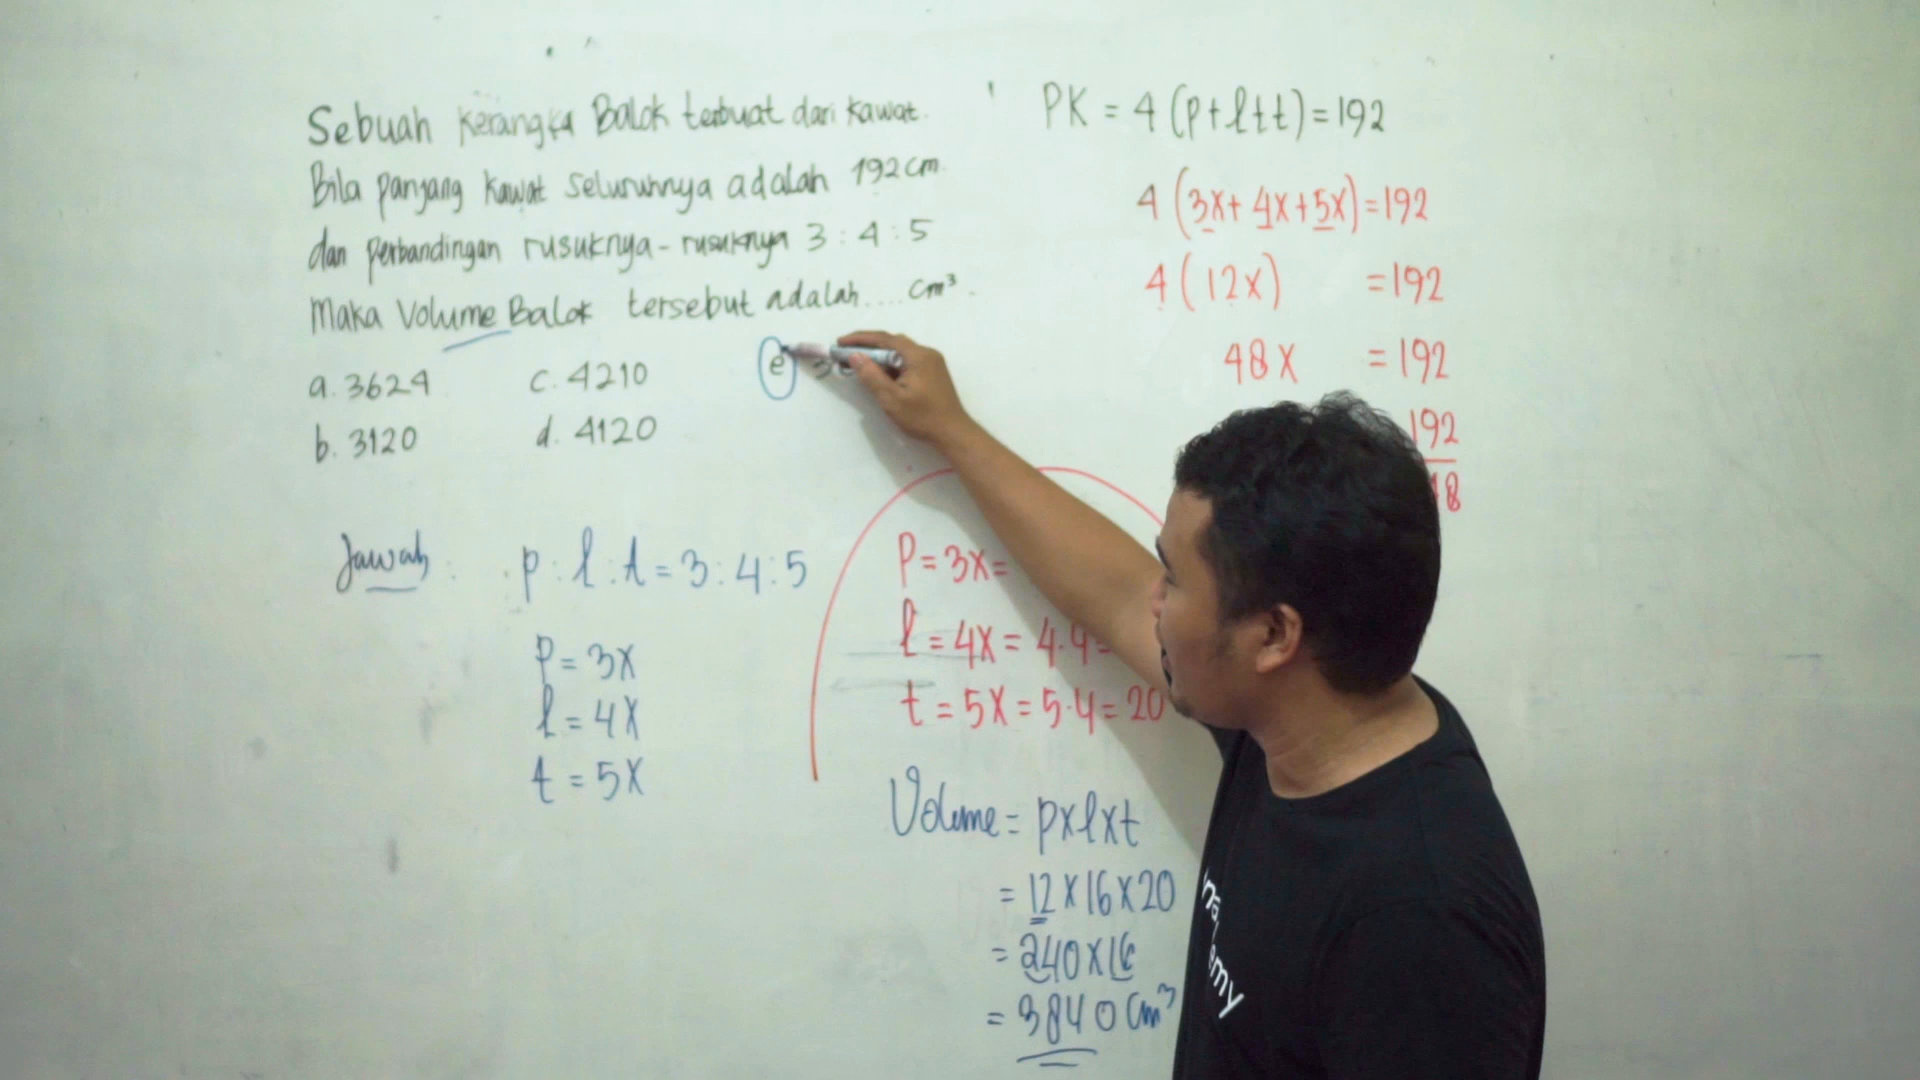 Sebuah Kerangka Balok terbuat dari kawat.
Bila panjang kawat seluruhnya adalah 192 cm.
dan perbandingan rusuknya-rusuknya 3 : 4 : 5
Maka Volume Balok tersebut adalah.... cm³.
a. 3624 c. 4210 e
b. 3120 d. 4120
Jawab : p : l : t = 3 : 4 : 5
P = 3x
l = 4x
t = 5x
PK = 4 (p+l+t) = 192
4 (3x + 4x + 5x) = 192
4 (12x) = 192
48x = 192
192
8
P = 3x =
l = 4x = 4.4 =
t = 5x = 5.4 = 20
Volume = p x l x t
= 12 x 16 x 20
= 240 x 16
= 3840 cm³